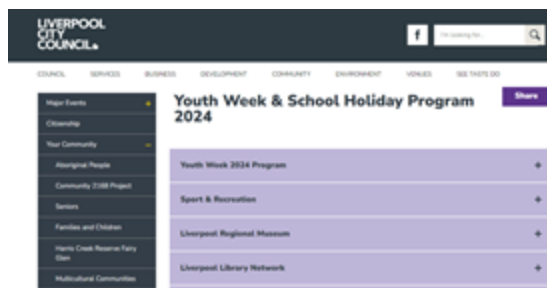 LIVERPOOL
CITY
COUNCIL
f
I'm looking for...
COUNCIL SERVICES BUSINESS DEVELOPMENT COMMUNITY ENVIRONMENT VENUES SEE TASTE DO
Major Events +
Citizenship
Your Community -
Aboriginal People
Community 2168 Project
Seniors
Families and Children
Harris Creek Reserve Fairy
Glen
Multicultural Communities
Youth Week & School Holiday Program
2024
Share
Youth Week 2024 Program +
Sport & Recreation +
Liverpool Regional Museum +
Liverpool Library Network +